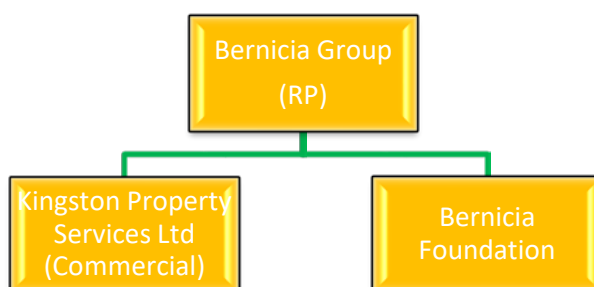 Bernicia Group
(RP)
Kingston Property
Services Ltd
(Commercial)
Bernicia
Foundation